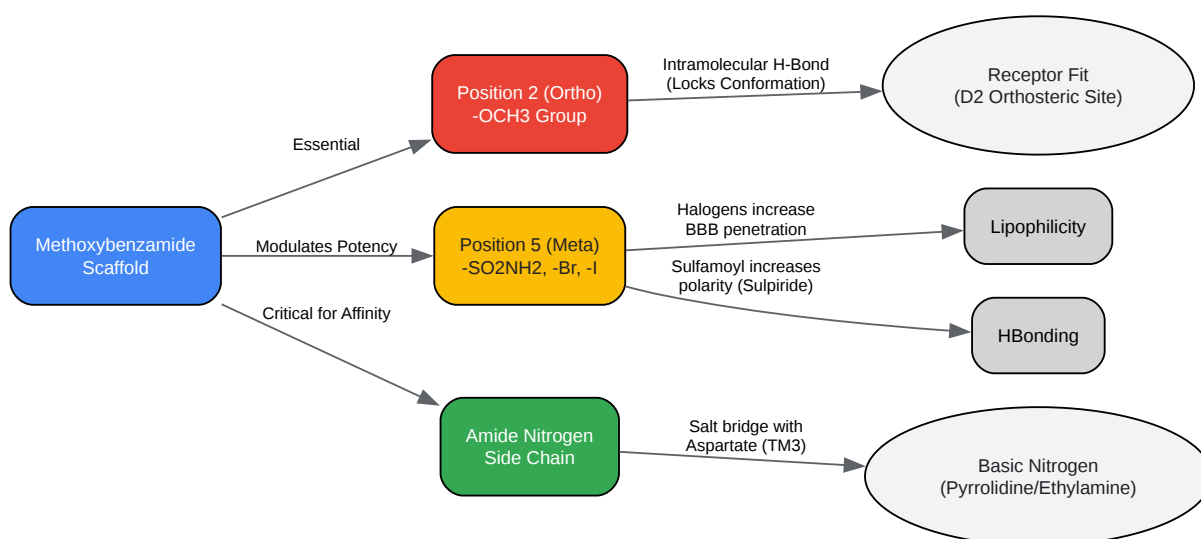 Methoxybenzamide
Scaffold
Essential
Modulates Potency
Critical for Affinity
Position 2 (Ortho)
-OCH3 Group
Position 5 (Meta)
-SO2NH2, -Br, -I
Amide Nitrogen
Side Chain
Intramolecular H-Bond
(Locks Conformation)
Halogens increase
BBB penetration
Sulfamoyl increases
polarity (Sulpiride)
Salt bridge with
Aspartate (TM3)
Receptor Fit
(D2 Orthosteric Site)
Lipophilicity
HBonding
Basic Nitrogen
(Pyrrolidine/Ethylamine)